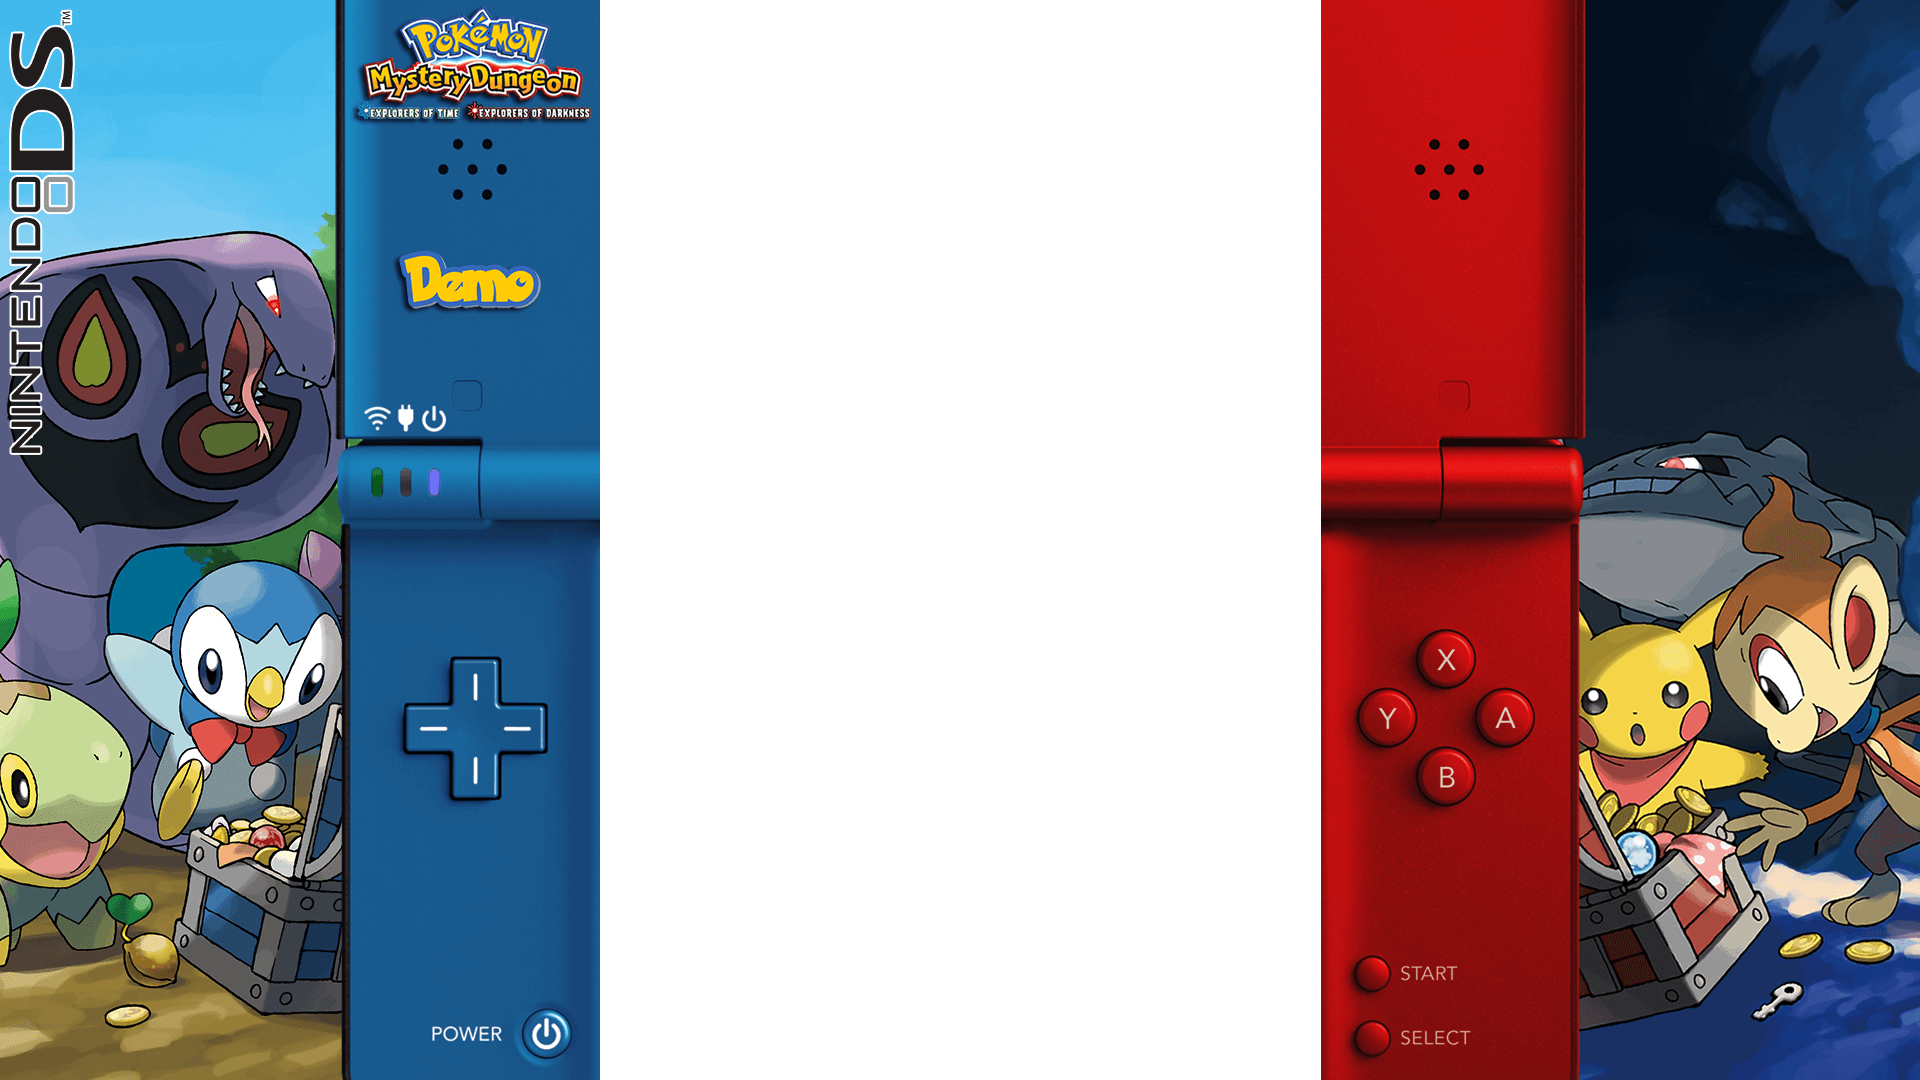 NINTENDO DS™
POKéMON
Mystery Dungeon
EXPLORERS OF TIME EXPLORERS OF DARKNESS
Demo
POWER
X
Y
A
B
START
SELECT